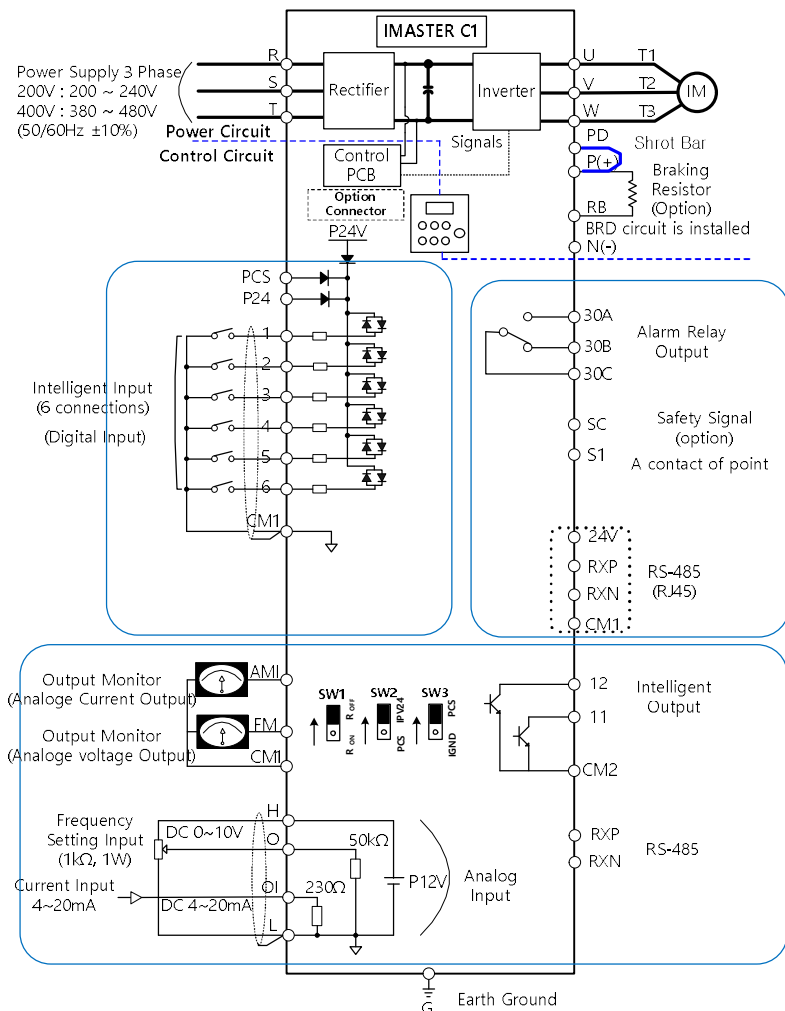 IMASTER C1
R
S
T
Rectifier
Inverter
U
V
W
T1
T2
T3
IM
Power Supply 3 Phase
200V : 200 ~ 240V
400V : 380 ~ 480V
(50/60Hz ±10%)
Power Circuit
Control Circuit
Control
PCB
Signals
Option
Connector
P24V
PD
Shrot Bar
P(+)
Braking
Resistor
(Option)
RB
BRD circuit is installed
N(-)
PCS
P24
1
2
3
4
5
6
CM1
Intelligent Input
(6 connections)
(Digital Input)
30A
30B
30C
Alarm Relay
Output
SC
S1
Safety Signal
(option)
A contact of point
24V
RXP
RXN
CM1
RS-485
(RJ45)
Output Monitor
(Analoge Current Output)
AMI
Output Monitor
(Analoge voltage Output)
FM
CM1
SW1
R OFF
R ON
SW2
IPV24
PCS
SW3
PCS
IGND
12
11
CM2
Intelligent
Output
RXP
RXN
RS-485
Frequency
Setting Input
(1kΩ, 1W)
Current Input
4~20mA
DC 0~10V
DC 4~20mA
H
O
OI
L
50kΩ
230Ω
P12V
Analog
Input
G
Earth Ground